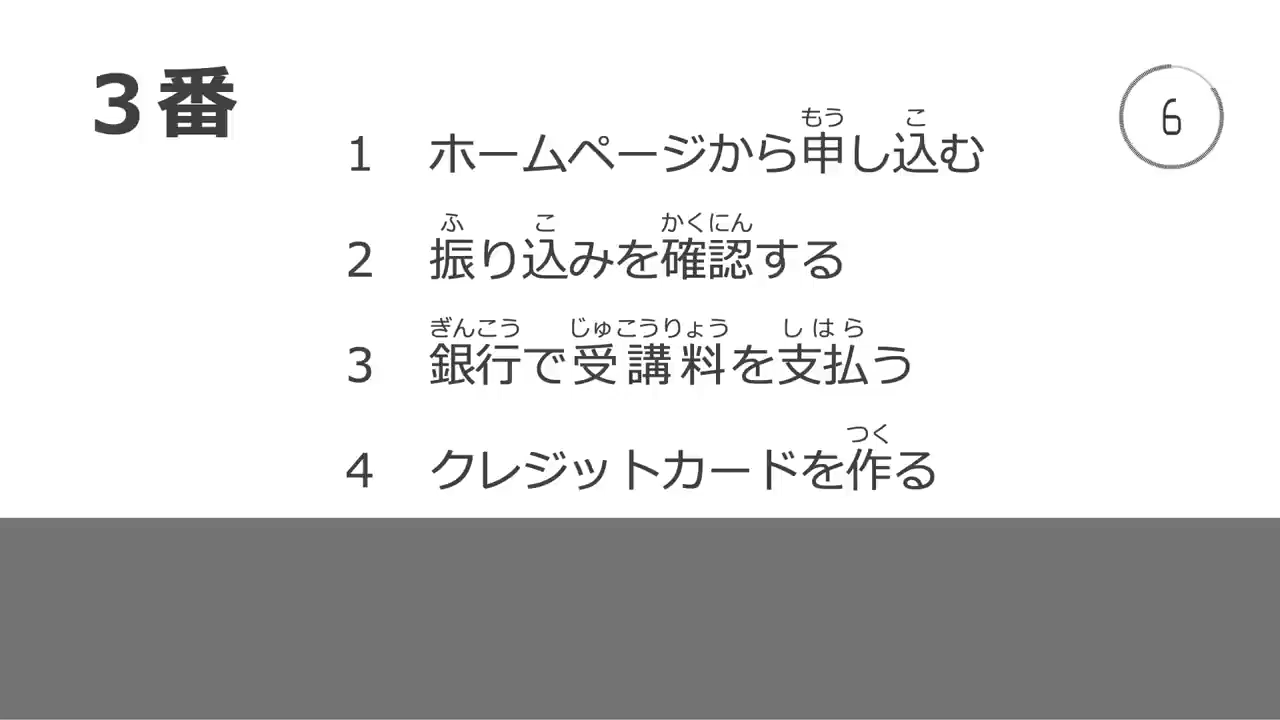 3番
6
もう こ
1 ホームページから申し込む
ふ こ かくにん
2 振り込みを確認する
ぎんこう じゅこうりょう しはら
3 銀行で受講料を支払う
つく
4 クレジットカードを作る